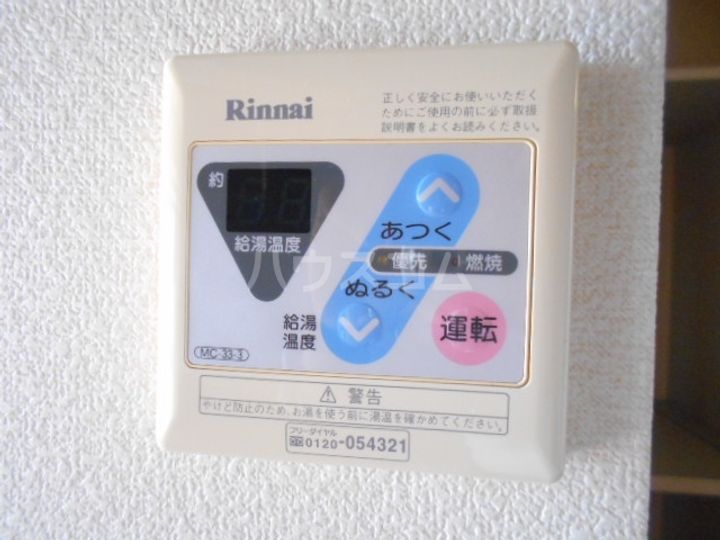 Rinnai
正しく安全にお使いいただく
ためにご使用の前に必ず取扱
説明書をよくお読みください。
約
給湯温度
あつく
優先 燃焼
ぬるく
給湯
温度
運転
MC-33-3
ハウスコム
⚠ 警告
やけど防止のため、お湯を使う前に湯温を確かめてください。
フリーダイヤル
0120-054321